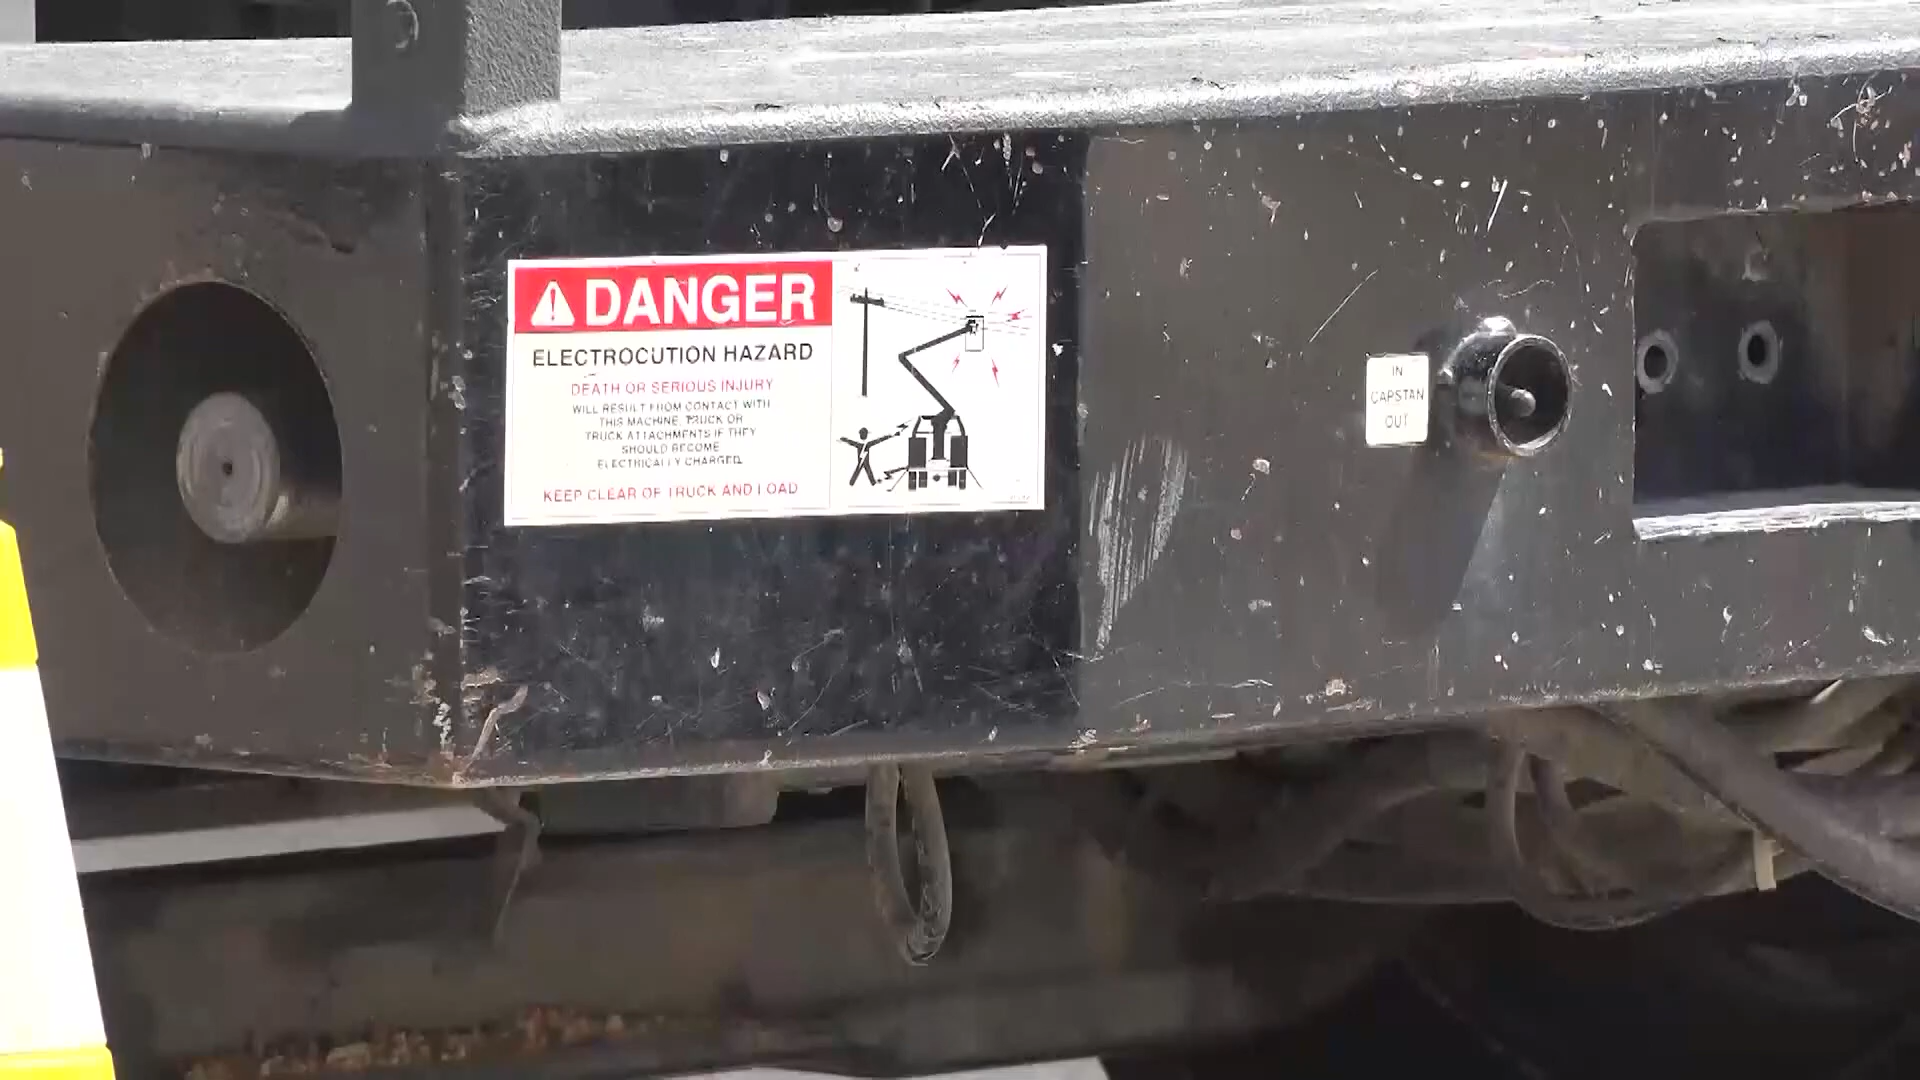 DANGER
ELECTROCUTION HAZARD
DEATH OR SERIOUS INJURY
WILL RESULT FROM CONTACT WITH
THIS MACHINE, TRUCK OR
TRUCK ATTACHMENTS IF THEY
SHOULD BECOME
ELECTRICALLY CHARGED.
KEEP CLEAR OF TRUCK AND LOAD
IN
CAPSTAN
OUT